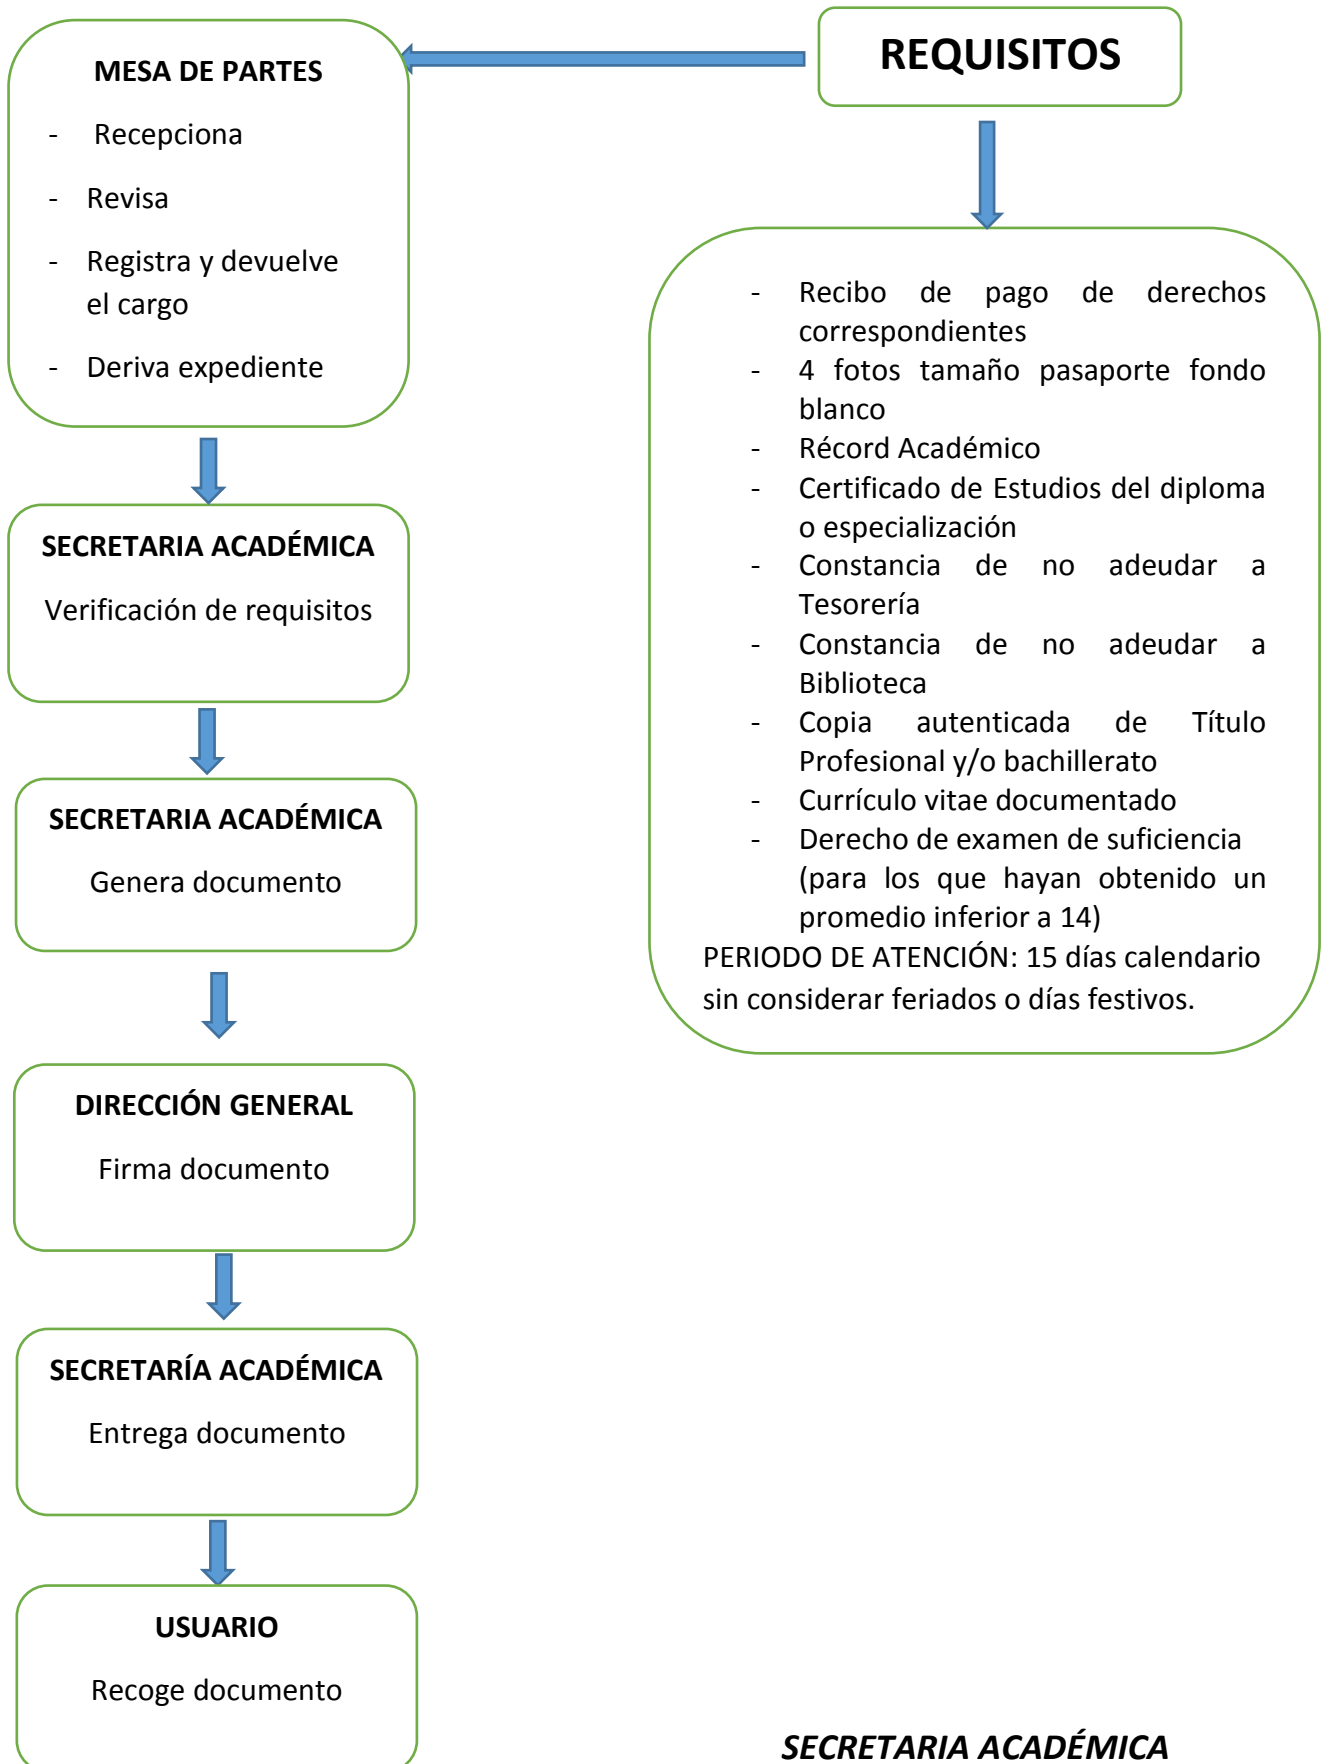 REQUISITOS
MESA DE PARTES
- Recepciona
- Revisa
- Registra y devuelve
el cargo
- Deriva expediente
SECRETARIA ACADÉMICA
Verificación de requisitos
SECRETARIA ACADÉMICA
Genera documento
DIRECCIÓN GENERAL
Firma documento
SECRETARÍA ACADÉMICA
Entrega documento
USUARIO
Recoge documento
- Recibo de pago de derechos
correspondientes
- 4 fotos tamaño pasaporte fondo
blanco
- Récord Académico
- Certificado de Estudios del diploma
o especialización
- Constancia de no adeudar a
Tesorería
- Constancia de no adeudar a
Biblioteca
- Copia autenticada de Título
Profesional y/o bachillerato
- Currículo vitae documentado
- Derecho de examen de suficiencia
(para los que hayan obtenido un
promedio inferior a 14)
PERIODO DE ATENCIÓN: 15 días calendario
sin considerar feriados o días festivos.
SECRETARIA ACADÉMICA